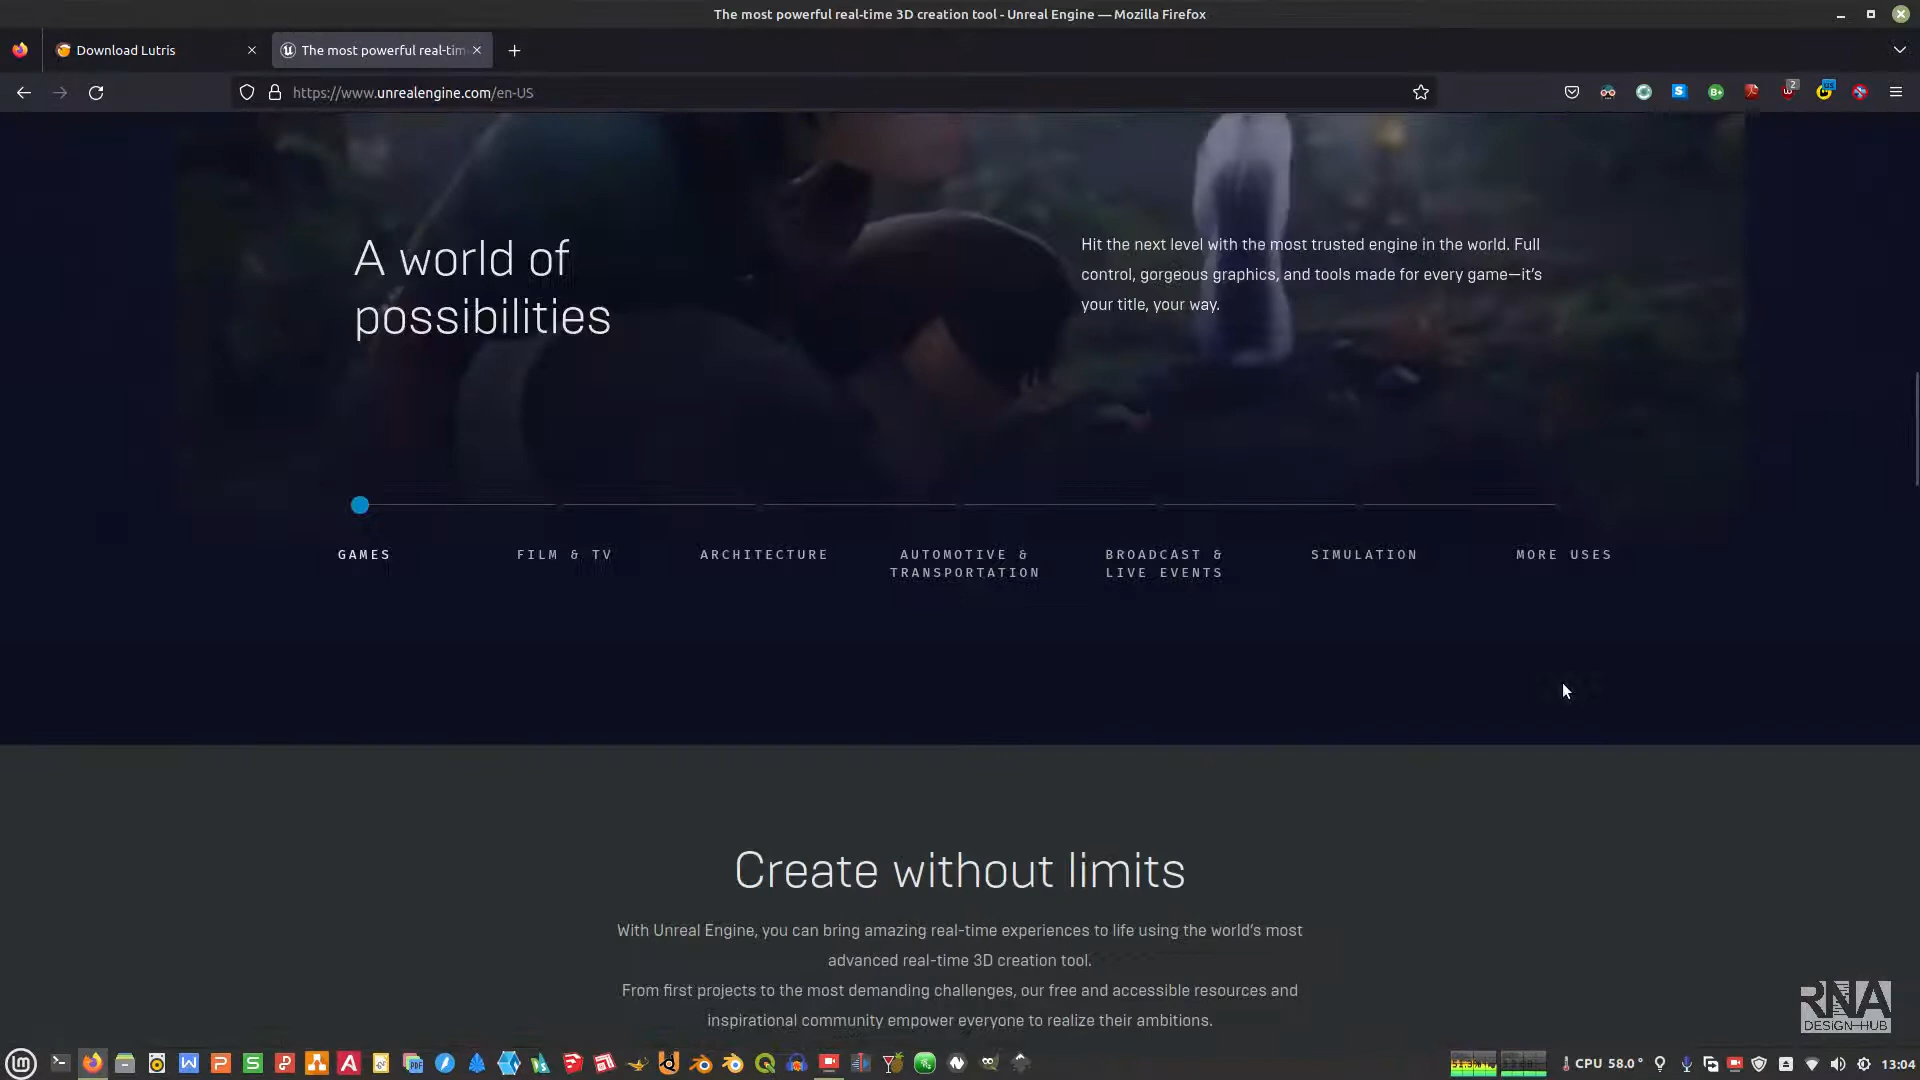 The most powerful real-time 3D creation tool - Unreal Engine — Mozilla Firefox
Download Lutris
The most powerful real-tim
https://www.unrealengine.com/en-US
2
A world of
possibilities
Hit the next level with the most trusted engine in the world. Full
control, gorgeous graphics, and tools made for every game—it's
your title, your way.
GAMES
FILM & TV
ARCHITECTURE
AUTOMOTIVE &
TRANSPORTATION
BROADCAST &
LIVE EVENTS
SIMULATION
MORE USES
Create without limits
With Unreal Engine, you can bring amazing real-time experiences to life using the world's most
advanced real-time 3D creation tool.
From first projects to the most demanding challenges, our free and accessible resources and
inspirational community empower everyone to realize their ambitions.
RNA
DESIGN-HUB
CPU 58.0°
13:04